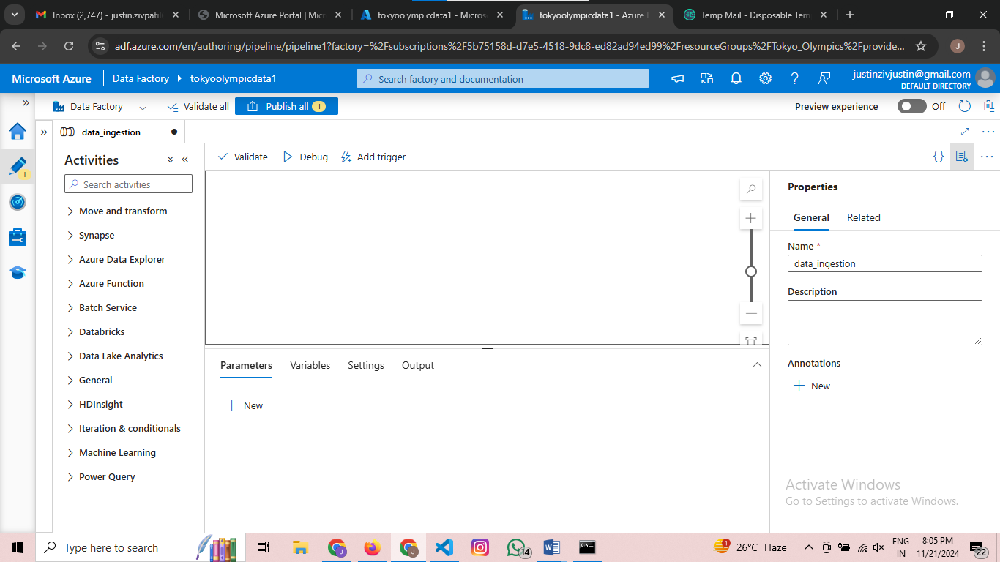 Inbox (2,747) - justin.zivpatil
Microsoft Azure Portal | Micr
tokyoolympicdata1 - Micros
tokyoolympicdata1 - Azure D
Temp Mail - Disposable Tem
adf.azure.com/en/authoring/pipeline/pipeline1?factory=%2Fsubscriptions%2F5b75158d-d7e5-4518-9dc8-ed82ad94ed99%2FresourceGroups%2FTokyo_Olympics%2Fprovide...
J
Microsoft Azure
Data Factory
tokyoolympicdata1
Search factory and documentation
justinzivjustin@gmail.com
DEFAULT DIRECTORY
Data Factory
Validate all
Publish all 1
Preview experience
Off
data_ingestion
Activities
Search activities
Move and transform
Synapse
Azure Data Explorer
Azure Function
Batch Service
Databricks
Data Lake Analytics
General
HDInsight
Iteration & conditionals
Machine Learning
Power Query
1
Validate
Debug
Add trigger
{}
Parameters
Variables
Settings
Output
New
Properties
General
Related
Name *
data_ingestion
Description
Annotations
New
Activate Windows
Go to Settings to activate Windows.
Type here to search
J
J
14
1
26°C Haze
ENG
IN
8:05 PM
11/21/2024
22